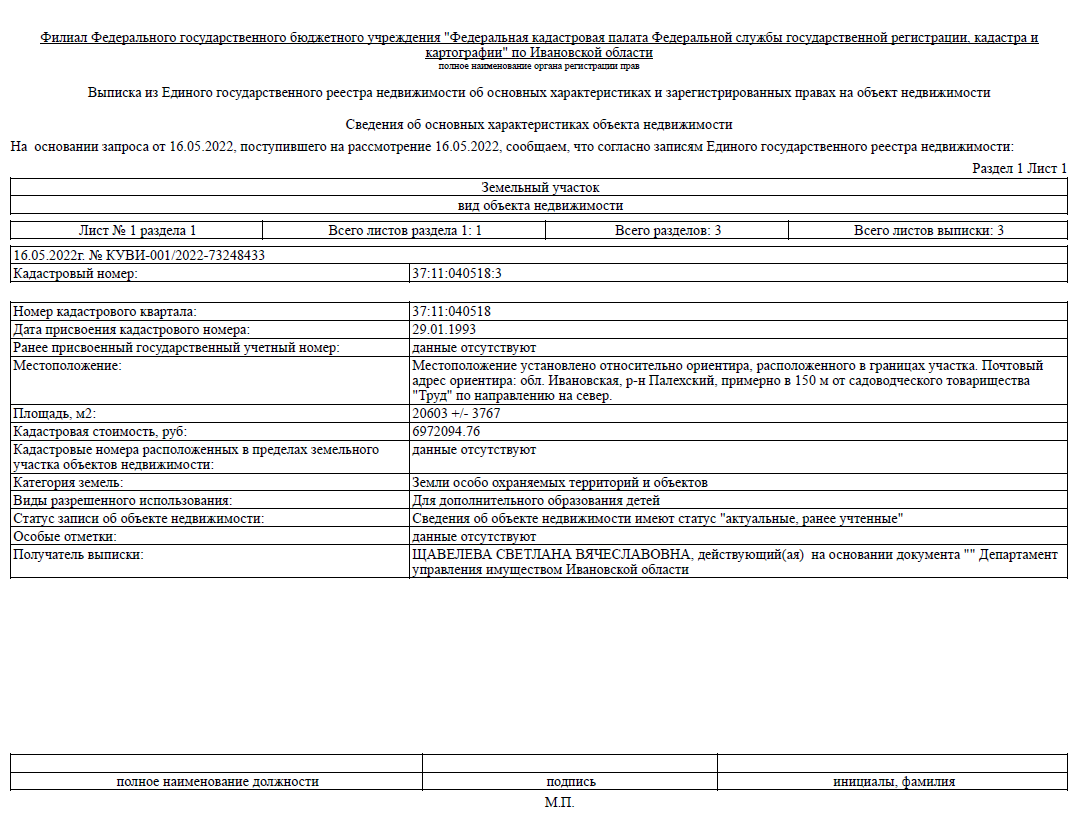 Филиал Федерального государственного бюджетного учреждения "Федеральная кадастровая палата Федеральной службы государственной регистрации, кадастра и
картографии" по Ивановской области
полное наименование органа регистрации прав
Выписка из Единого государственного реестра недвижимости об основных характеристиках и зарегистрированных правах на объект недвижимости
Сведения об основных характеристиках объекта недвижимости
На основании запроса от 16.05.2022, поступившего на рассмотрение 16.05.2022, сообщаем, что согласно записям Единого государственного реестра недвижимости:
Раздел 1 Лист 1
Земельный участок
вид объекта недвижимости
Лист № 1 раздела 1 Всего листов раздела 1: 1 Всего разделов: 3 Всего листов выписки: 3
16.05.2022г. № КУВИ-001/2022-73248433
Кадастровый номер: 37:11:040518:3
Номер кадастрового квартала: 37:11:040518
Дата присвоения кадастрового номера: 29.01.1993
Ранее присвоенный государственный учетный номер: данные отсутствуют
Местоположение: Местоположение установлено относительно ориентира, расположенного в границах участка. Почтовый
адрес ориентира: обл. Ивановская, р-н Палехский, примерно в 150 м от садоводческого товарищества
"Труд" по направлению на север.
Площадь, м2: 20603 +/- 3767
Кадастровая стоимость, руб: 6972094.76
Кадастровые номера расположенных в пределах земельного данные отсутствуют
участка объектов недвижимости:
Категория земель: Земли особо охраняемых территорий и объектов
Виды разрешенного использования: Для дополнительного образования детей
Статус записи об объекте недвижимости: Сведения об объекте недвижимости имеют статус "актуальные, ранее учтенные"
Особые отметки: данные отсутствуют
Получатель выписки: ЩАВЕЛЕВА СВЕТЛАНА ВЯЧЕСЛАВОВНА, действующий(ая) на основании документа "" Департамент
управления имуществом Ивановской области
полное наименование должности подпись инициалы, фамилия
М.П.